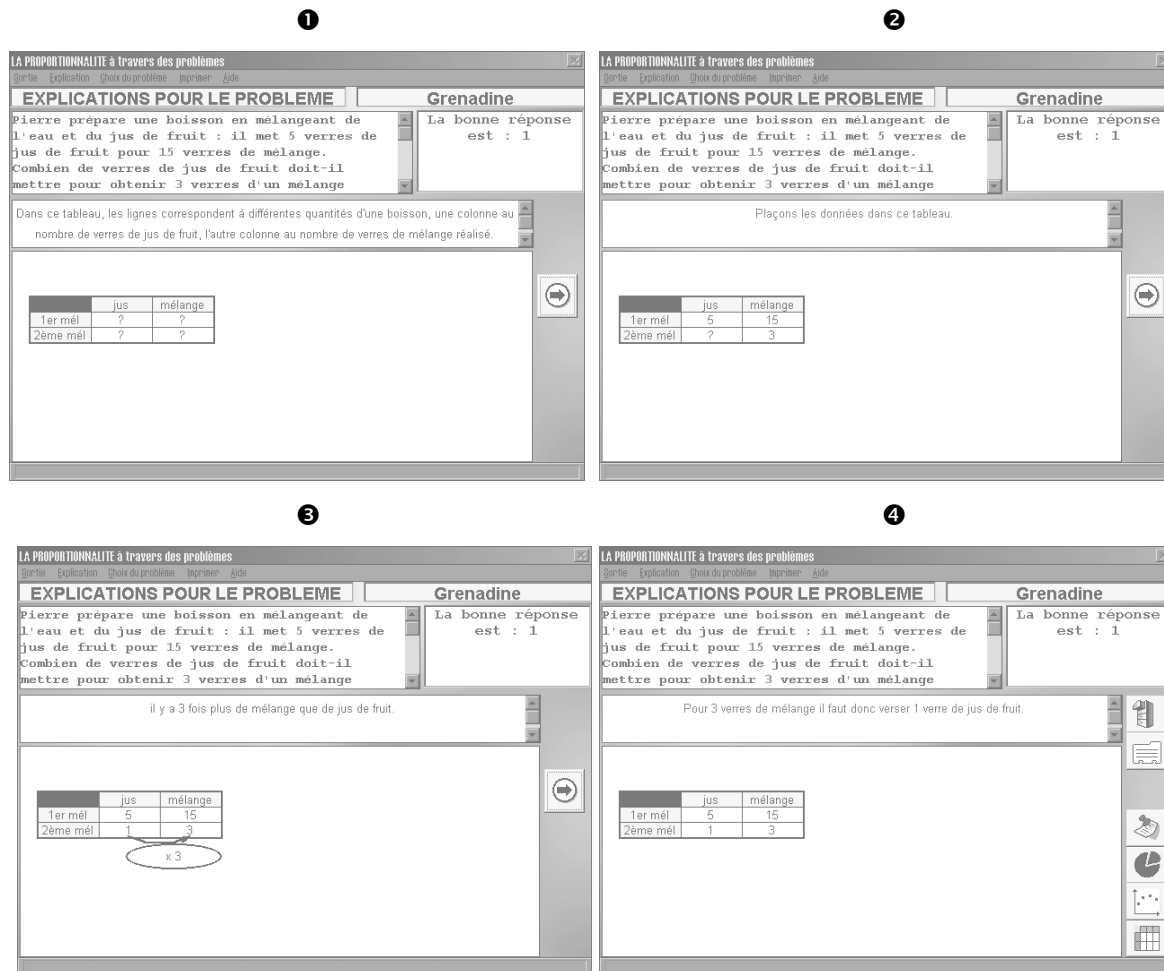 ❶
LA PROPORTIONNALITE à travers des problèmes
Sortie Explication Choix du problème Imprimer Aide
EXPLICATIONS POUR LE PROBLEME Grenadine
Pierre prépare une boisson en mélangeant de
l'eau et du jus de fruit : il met 5 verres de
jus de fruit pour 15 verres de mélange.
Combien de verres de jus de fruit doit-il
mettre pour obtenir 3 verres d'un mélange
La bonne réponse
est : 1
Dans ce tableau, les lignes correspondent à différentes quantités d'une boisson, une colonne au
nombre de verres de jus de fruit, l'autre colonne au nombre de verres de mélange réalisé.
jus mélange
1er mél ? ?
2ème mél ? ?
❷
LA PROPORTIONNALITE à travers des problèmes
Sortie Explication Choix du problème Imprimer Aide
EXPLICATIONS POUR LE PROBLEME Grenadine
Pierre prépare une boisson en mélangeant de
l'eau et du jus de fruit : il met 5 verres de
jus de fruit pour 15 verres de mélange.
Combien de verres de jus de fruit doit-il
mettre pour obtenir 3 verres d'un mélange
La bonne réponse
est : 1
Plaçons les données dans ce tableau.
jus mélange
1er mél 5 15
2ème mél ? 3
❸
LA PROPORTIONNALITE à travers des problèmes
Sortie Explication Choix du problème Imprimer Aide
EXPLICATIONS POUR LE PROBLEME Grenadine
Pierre prépare une boisson en mélangeant de
l'eau et du jus de fruit : il met 5 verres de
jus de fruit pour 15 verres de mélange.
Combien de verres de jus de fruit doit-il
mettre pour obtenir 3 verres d'un mélange
La bonne réponse
est : 1
il y a 3 fois plus de mélange que de jus de fruit.
jus mélange
1er mél 5 15
2ème mél 1 3
x 3
❹
LA PROPORTIONNALITE à travers des problèmes
Sortie Explication Choix du problème Imprimer Aide
EXPLICATIONS POUR LE PROBLEME Grenadine
Pierre prépare une boisson en mélangeant de
l'eau et du jus de fruit : il met 5 verres de
jus de fruit pour 15 verres de mélange.
Combien de verres de jus de fruit doit-il
mettre pour obtenir 3 verres d'un mélange
La bonne réponse
est : 1
Pour 3 verres de mélange il faut donc verser 1 verre de jus de fruit.
jus mélange
1er mél 5 15
2ème mél 1 3